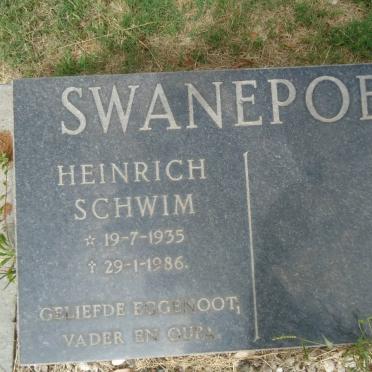 SWANEPOE
HEINRICH
SCHWIM
☆ 19-7-1935
✝ 29-1-1986.
GELIEFDE EGGENOOT,
VADER EN OUPA